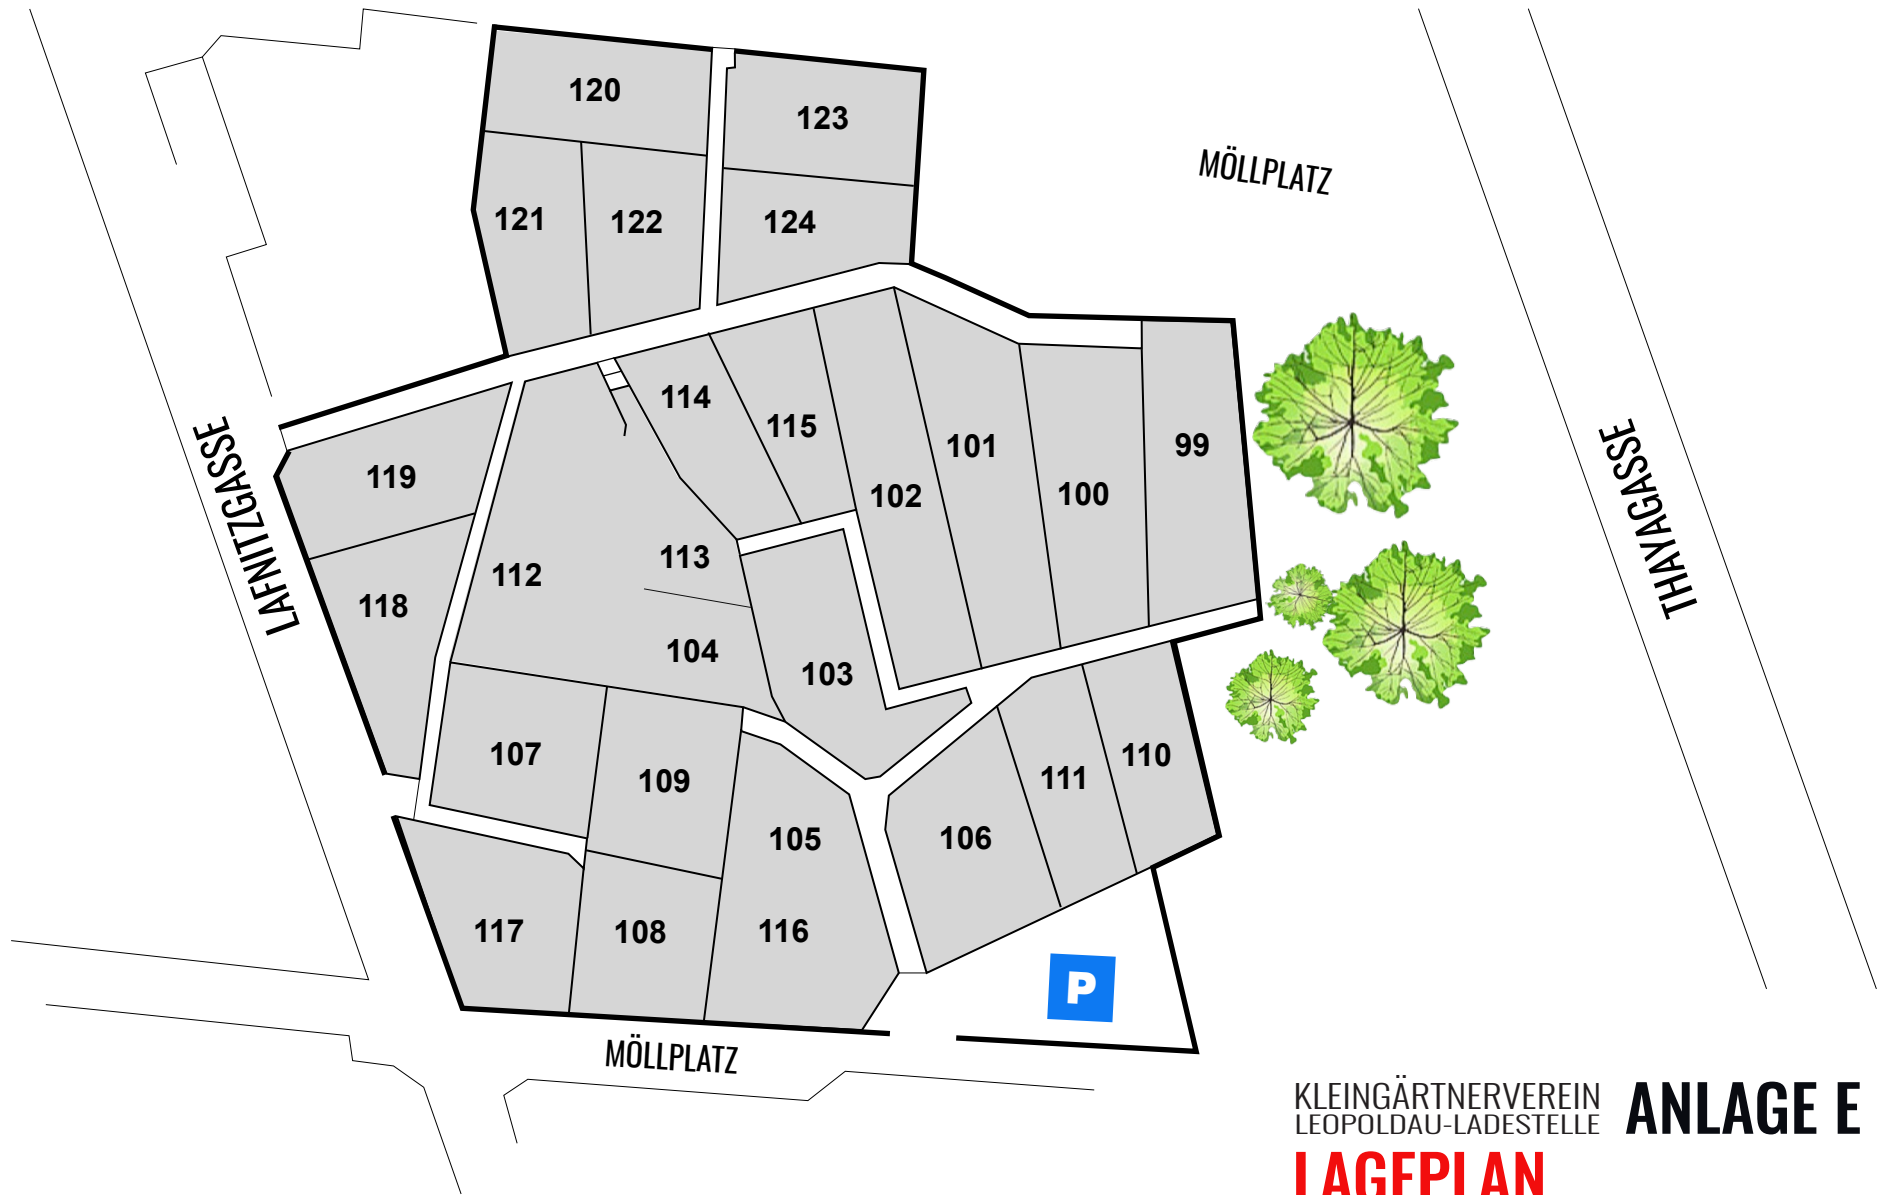 120
123
MÖLLPLATZ
121
122
124
114
115
101
99
119
102
100
LAFNITZGASSE
THAYAGASSE
113
112
118
104
103
107
109
111
110
105
106
117
108
116
P
MÖLLPLATZ
KLEINGÄRTNERVEREIN
LEOPOLDAU-LADESTELLE
ANLAGE E
LAGEPLAN